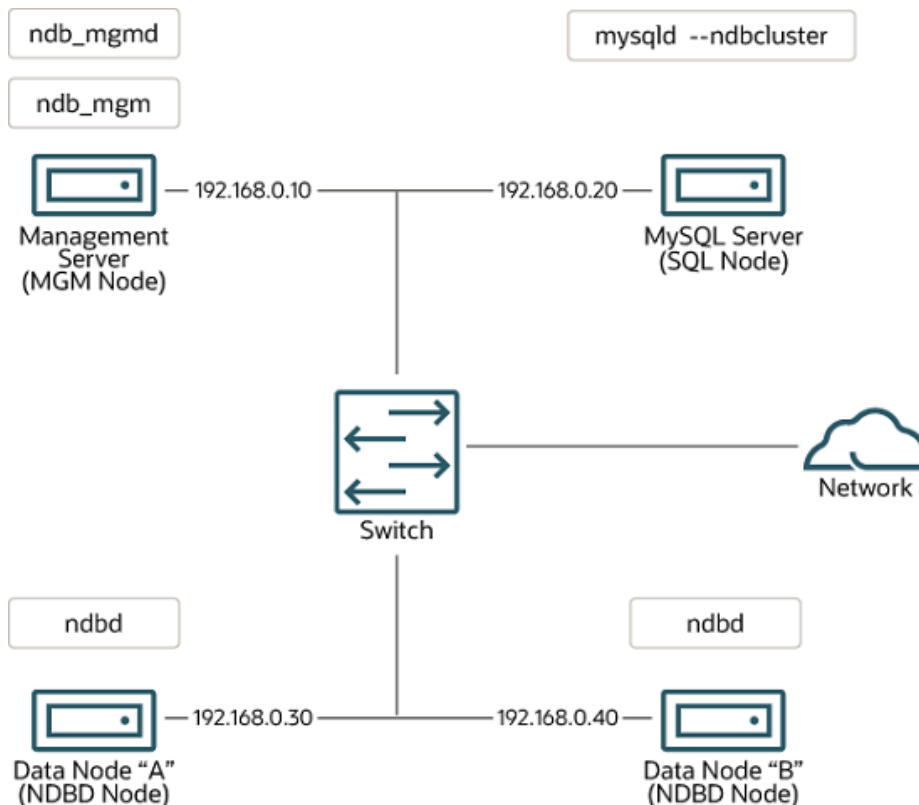 ndb_mgmd
mysqld --ndbcluster
ndb_mgm
192.168.0.10
192.168.0.20
Management
Server
(MGM Node)
MySQL Server
(SQL Node)
Switch
Network
ndbd
ndbd
192.168.0.30
192.168.0.40
Data Node “A”
(NDBD Node)
Data Node “B”
(NDBD Node)